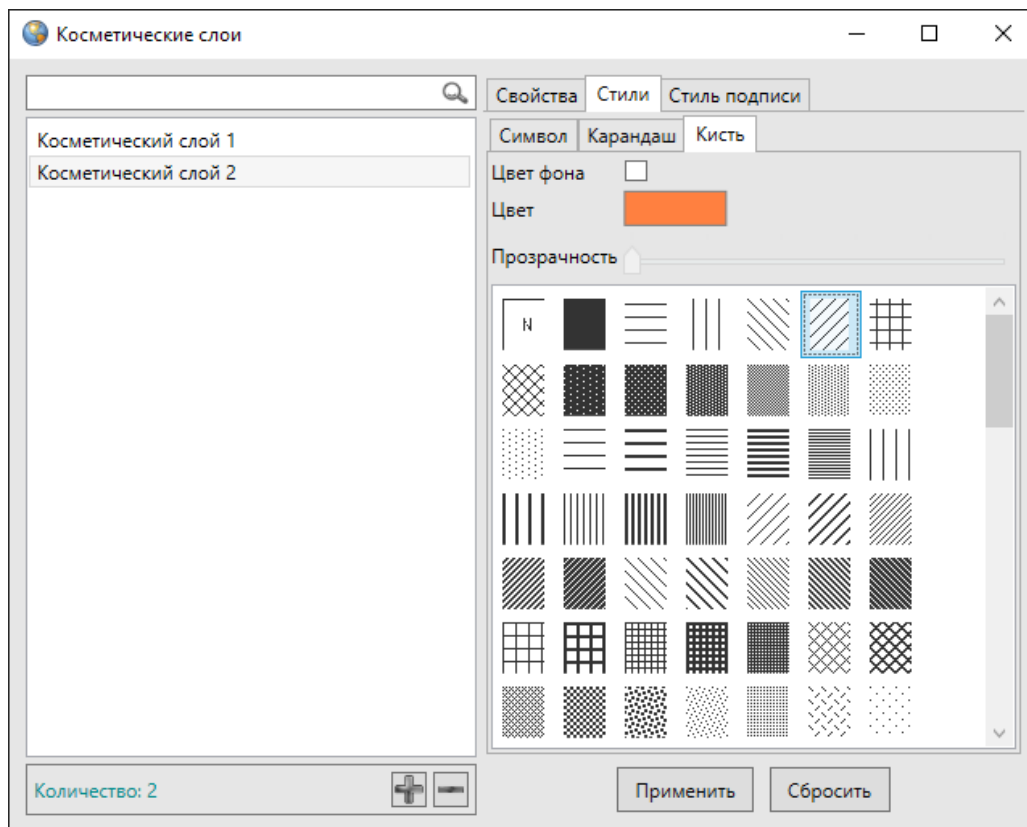 Косметические слои
Свойства Стили Стиль подписи
Косметический слой 1
Косметический слой 2
Символ Карандаш Кисть
Цвет фона
Цвет
Прозрачность
N
Количество: 2
Применить Сбросить